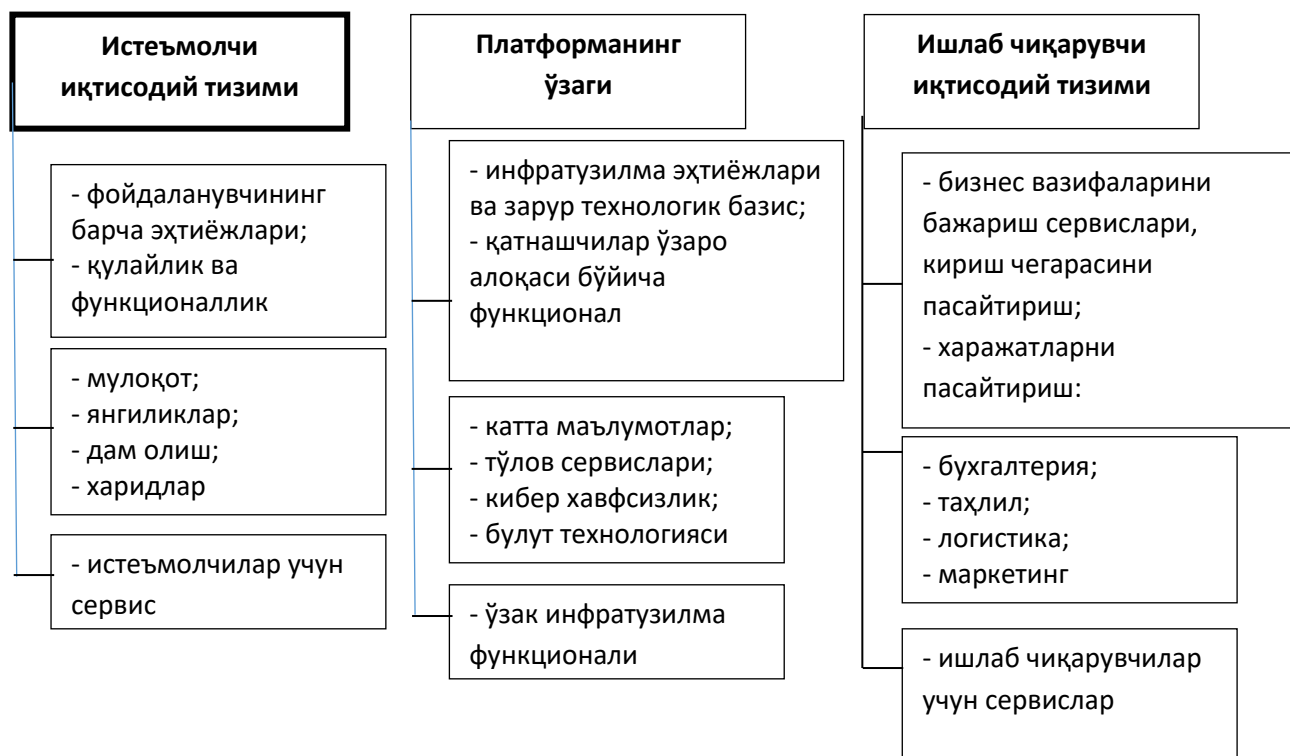 Истеъмолчи
иқтисодий тизими
- фойдаланувчининг
барча эҳтиёжлари;
- қулайлик ва
функционаллик
- мулоқот;
- янгиликлар;
- дам олиш;
- харидлар
- истеъмолчилар учун
сервис
Платформанинг
ўзаги
- инфратузилма эҳтиёжлари
ва зарур технологик базис;
- қатнашчилар ўзаро
алоқаси бўйича
функционал
- катта маълумотлар;
- тўлов сервислари;
- кибер хавфсизлик;
- булут технологияси
- ўзак инфратузилма
функционали
Ишлаб чиқарувчи
иқтисодий тизими
- бизнес вазифаларини
бажариш сервислари,
кириш чегарасини
пасайтириш;
- харажатларни
пасайтириш:
- бухгалтерия;
- таҳлил;
- логистика;
- маркетинг
- ишлаб чиқарувчилар
учун сервислар